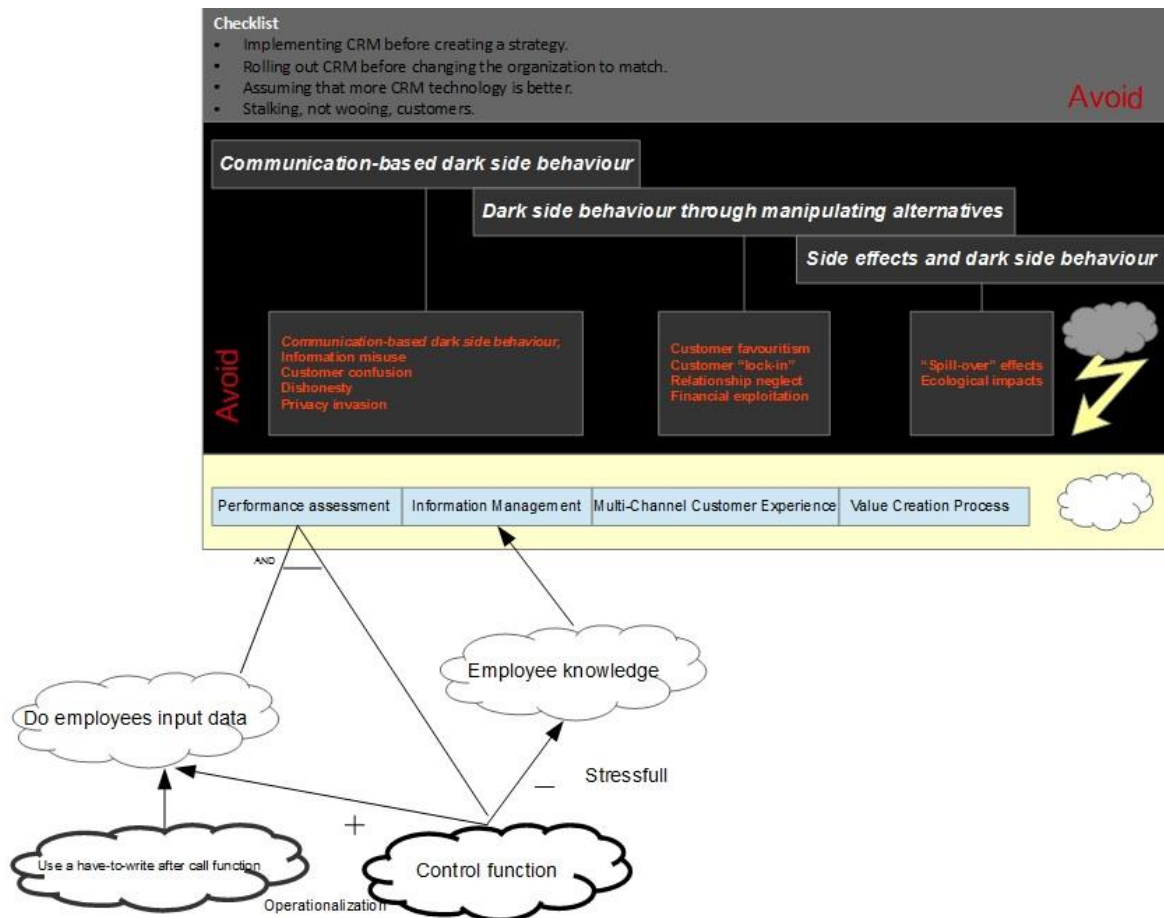 Checklist
• Implementing CRM before creating a strategy.
• Rolling out CRM before changing the organization to match.
• Assuming that more CRM technology is better.
• Stalking, not wooing, customers.
Avoid
Communication-based dark side behaviour
Dark side behaviour through manipulating alternatives
Side effects and dark side behaviour
Avoid
Communication-based dark side behaviour,
Information misuse
Customer confusion
Dishonesty
Privacy invasion
Customer favouritism
Customer “lock-in”
Relationship neglect
Financial exploitation
“Spill-over” effects
Ecological impacts
Performance assessment
Information Management
Multi-Channel Customer Experience
Value Creation Process
AND
Employee knowledge
Do employees input data
Stressfull
—
+
Use a have-to-write after call function
Control function
Operationalization